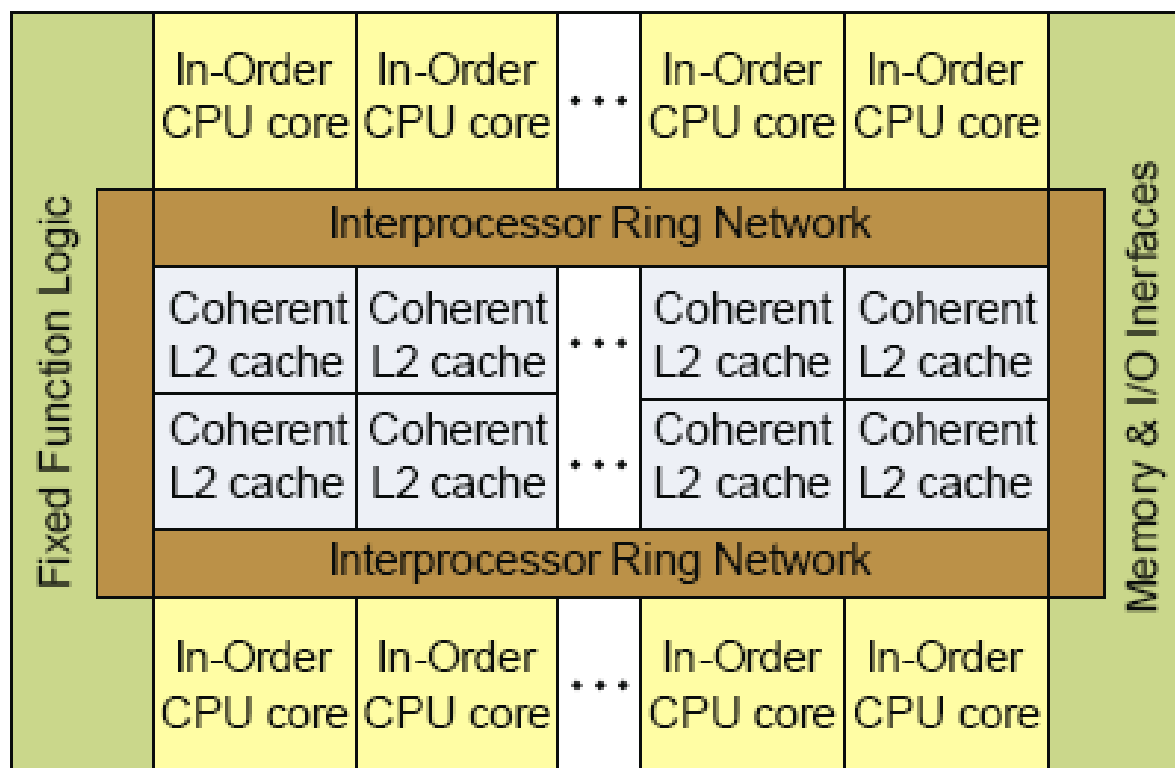 In-Order In-Order In-Order In-Order
CPU core CPU core ... CPU core CPU core
Fixed Function Logic
Interprocessor Ring Network
Memory & I/O Inerfaces
Coherent Coherent Coherent Coherent
L2 cache L2 cache ... L2 cache L2 cache
Coherent Coherent Coherent Coherent
L2 cache L2 cache ... L2 cache L2 cache
Interprocessor Ring Network
In-Order In-Order In-Order In-Order
CPU core CPU core ... CPU core CPU core